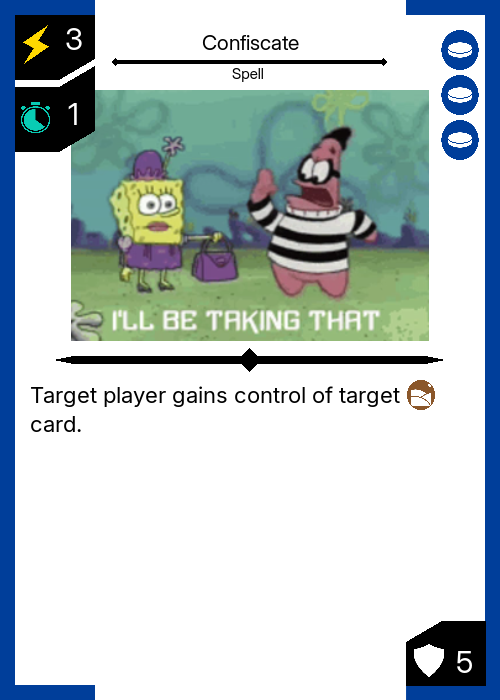 3
Confiscate
Spell
1
I'LL BE TAKING THAT
Target player gains control of target
card.
5